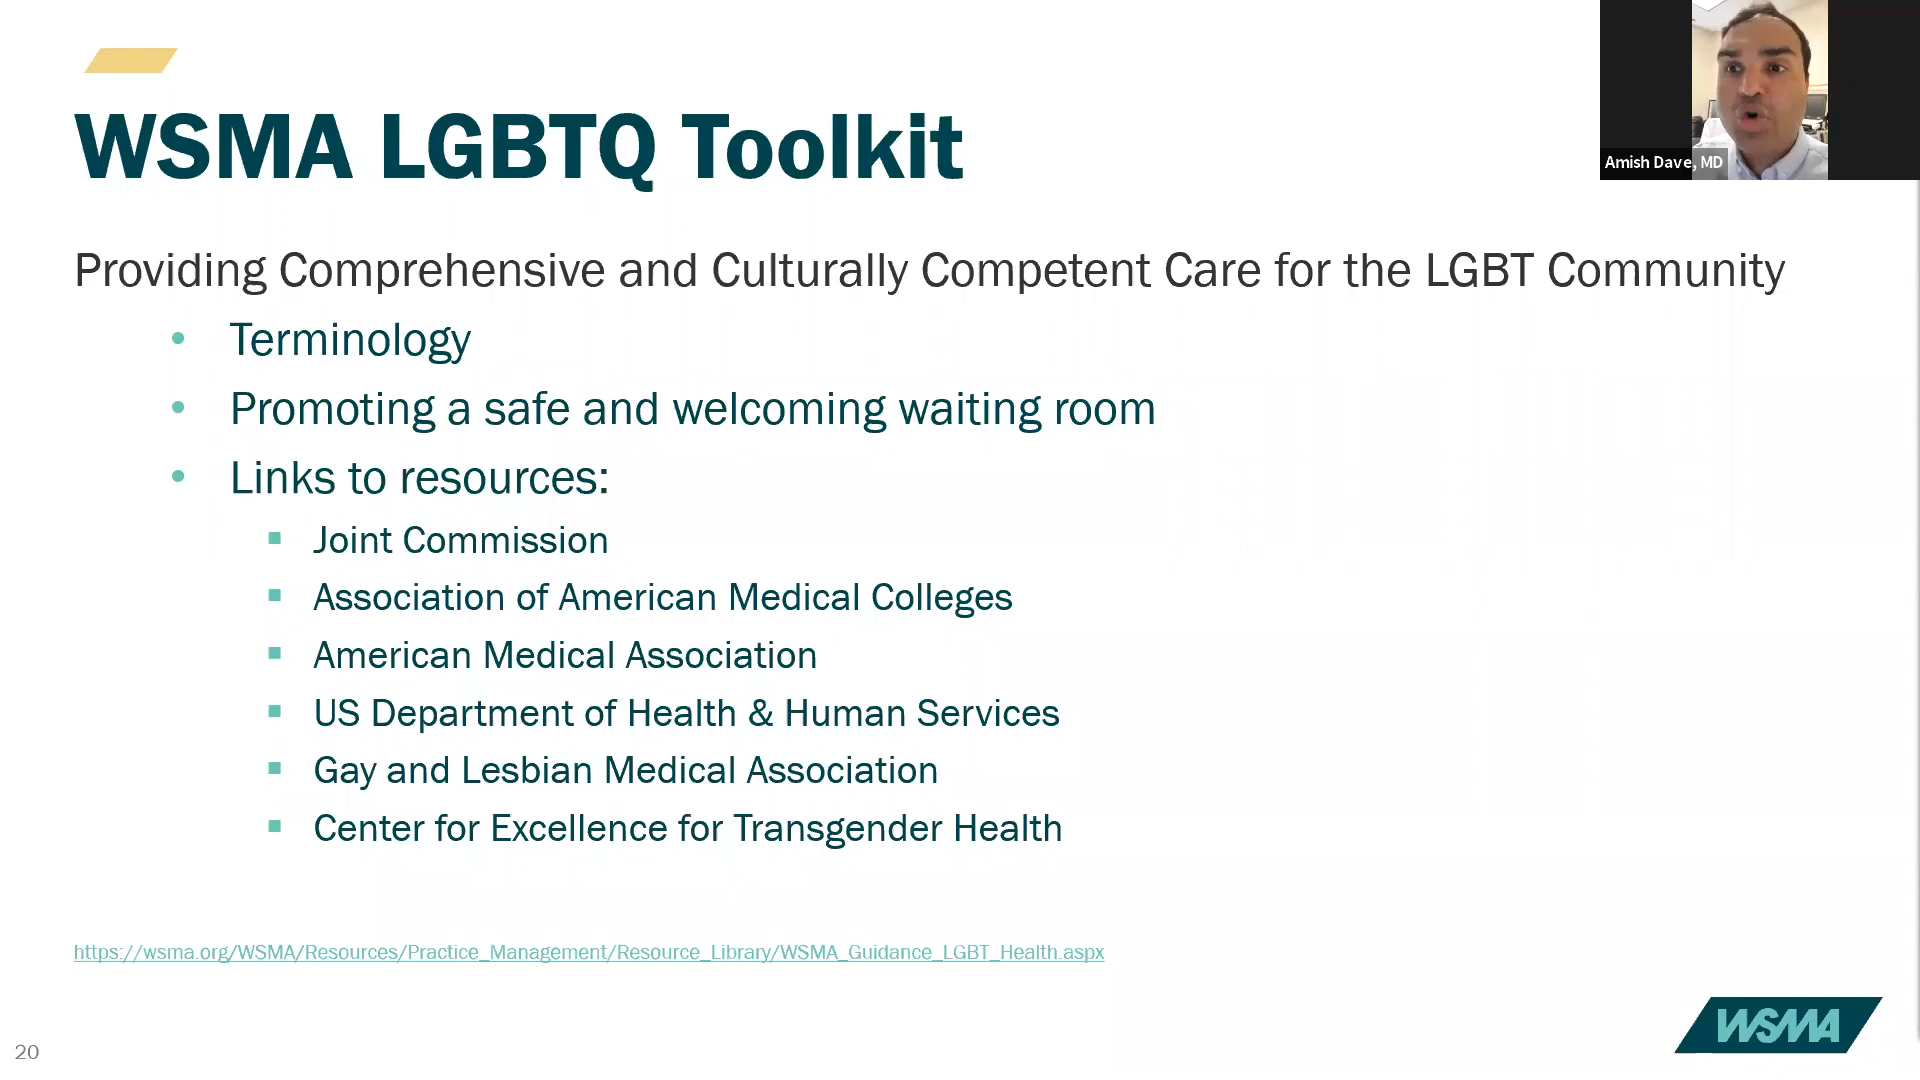 WSMA LGBTQ Toolkit
Amish Dave, MD
Providing Comprehensive and Culturally Competent Care for the LGBT Community
• Terminology
• Promoting a safe and welcoming waiting room
• Links to resources:
▪ Joint Commission
▪ Association of American Medical Colleges
▪ American Medical Association
▪ US Department of Health & Human Services
▪ Gay and Lesbian Medical Association
▪ Center for Excellence for Transgender Health
https://wsma.org/WSMA/Resources/Practice_Management/Resource_Library/WSMA_Guidance_LGBT_Health.aspx
WSMA
20